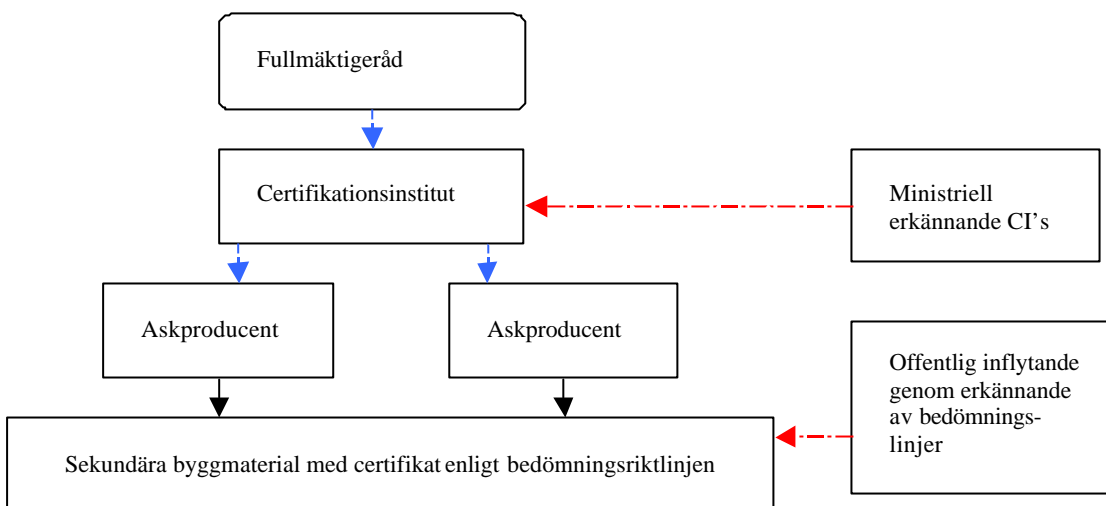 Fullmäktigeråd
Certifikationsinstitut
Ministriell
erkännande CI's
Askproducent
Askproducent
Offentlig inflytande
genom erkännande
av bedömnings-
linjer
Sekundära byggmaterial med certifikat enligt bedömningsriktlinjen